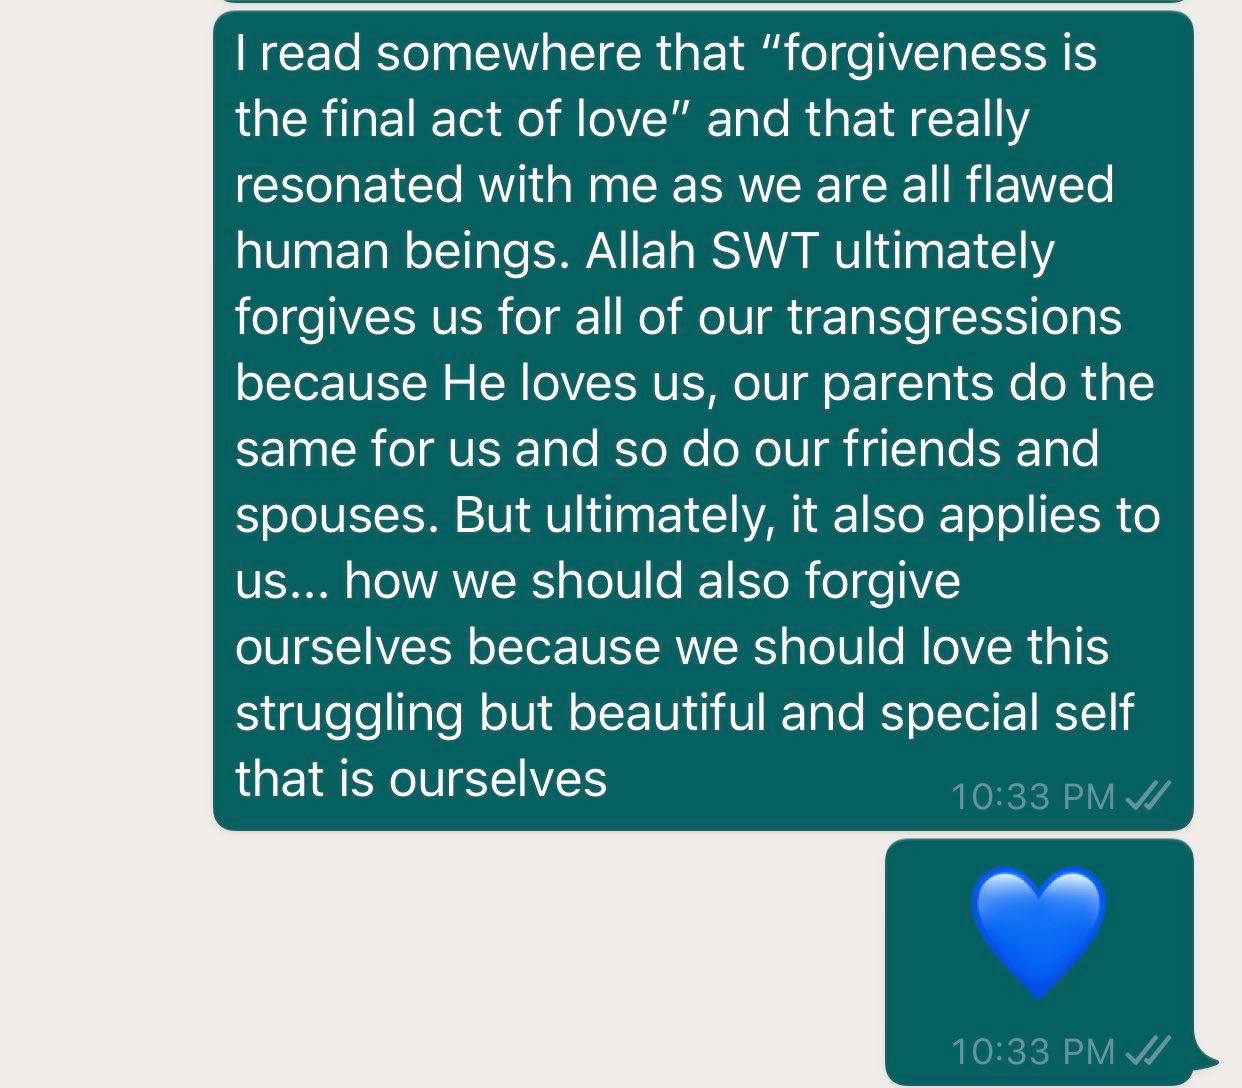 I read somewhere that “forgiveness is
the final act of love” and that really
resonated with me as we are all flawed
human beings. Allah SWT ultimately
forgives us for all of our transgressions
because He loves us, our parents do the
same for us and so do our friends and
spouses. But ultimately, it also applies to
us... how we should also forgive
ourselves because we should love this
struggling but beautiful and special self
that is ourselves
10:33 PM
💙
10:33 PM